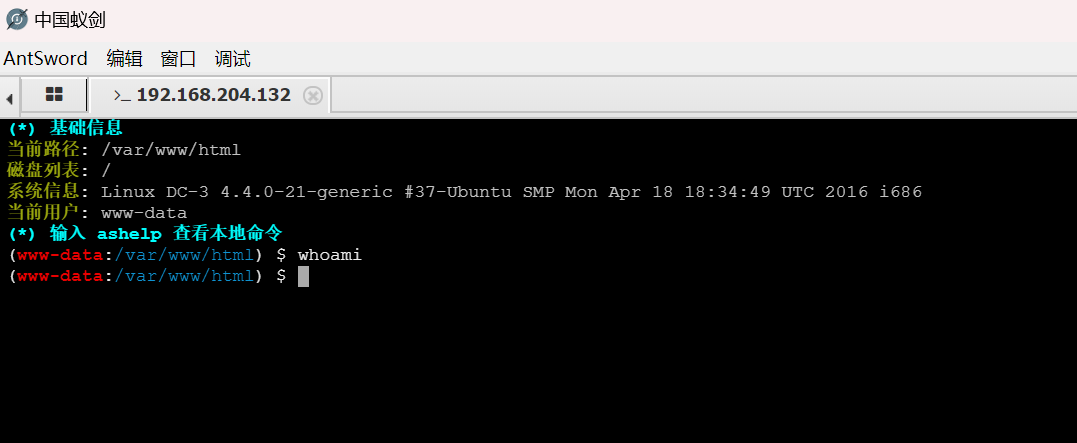 中国蚁剑
AntSword 编辑 窗口 调试
>_ 192.168.204.132
(*) 基础信息
当前路径: /var/www/html
磁盘列表: /
系统信息: Linux DC-3 4.4.0-21-generic #37-Ubuntu SMP Mon Apr 18 18:34:49 UTC 2016 i686
当前用户: www-data
(*) 输入 ashelp 查看本地命令
(www-data:/var/www/html) $ whoami
(www-data:/var/www/html) $